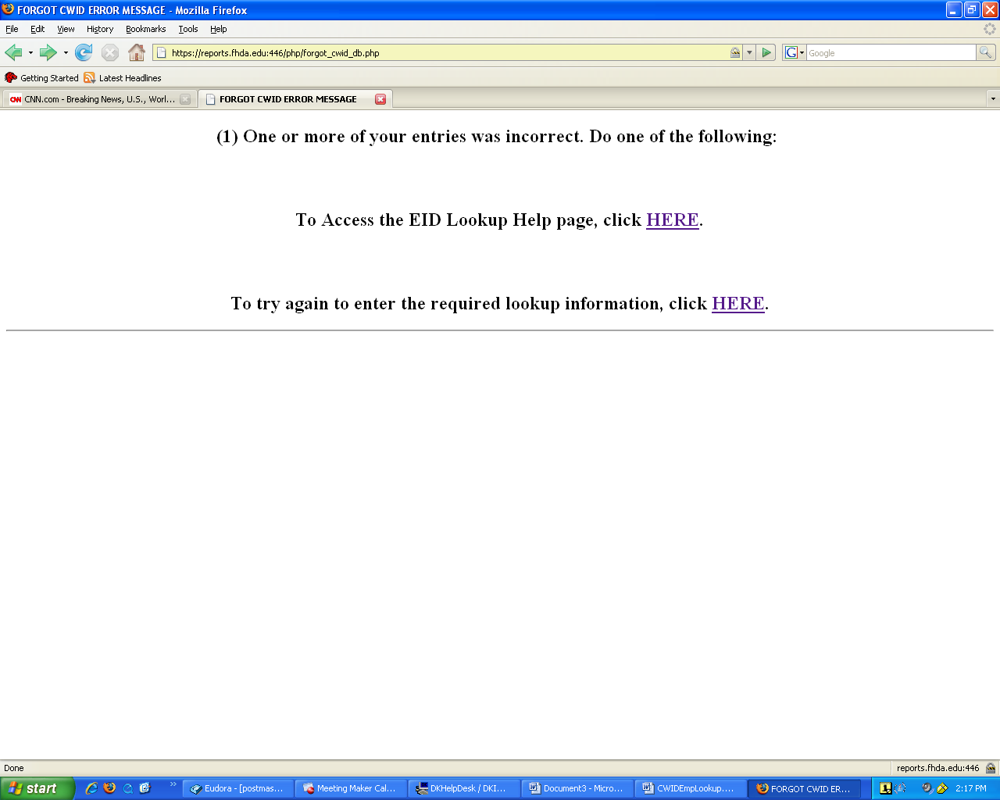 FORGOT CWID ERROR MESSAGE - Mozilla Firefox
File Edit View History Bookmarks Tools Help
https://reports.fhda.edu:446/php/forgot_cwid_db.php
G Google
Getting Started Latest Headlines
CNN CNN.com - Breaking News, U.S., Worl... FORGOT CWID ERROR MESSAGE
(1) One or more of your entries was incorrect. Do one of the following:
To Access the EID Lookup Help page, click HERE.
To try again to enter the required lookup information, click HERE.
Done reports.fhda.edu:446
start Eudora - [postmas... Meeting Maker Cal... DKHelpDesk / DKI... Document3 - Micro... CWIDEmpLookup.... FORGOT CWID ER... 2:17 PM